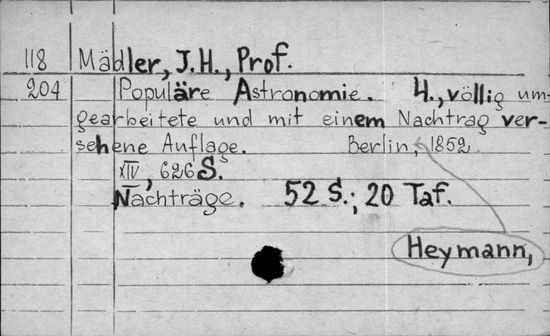 118 Mädler, J.H., Prof.
204 Populäre Astronomie. 4., völlig um-
gearbeitete und mit einem Nachtrag ver-
sehene Auflage. Berlin, 1852.
XIV, 626 S.
Nachträge. 52 S.; 20 Taf.
Heymann,